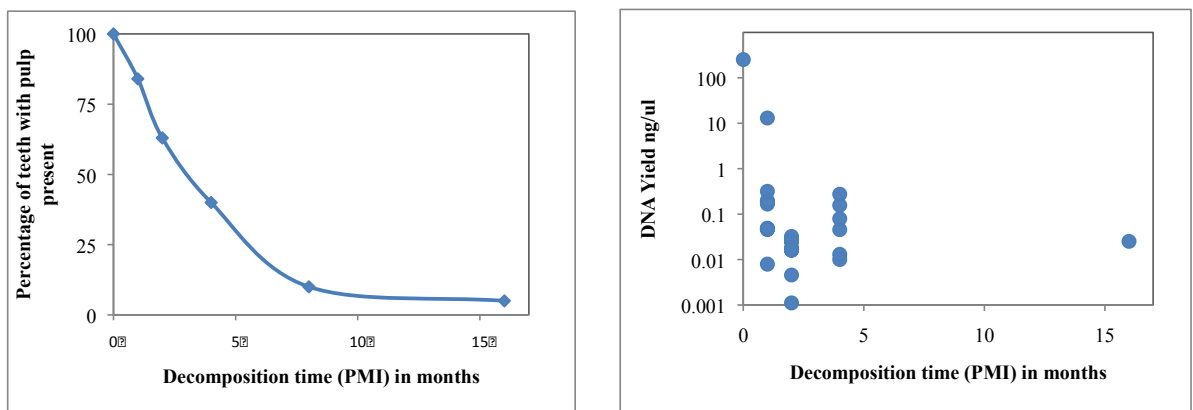 Percentage of teeth with pulp
present
100
75
50
25
0
0 5 10 15
Decomposition time (PMI) in months
DNA Yield ng/ul
100
10
1
0.1
0.01
0.001
0 5 10 15
Decomposition time (PMI) in months